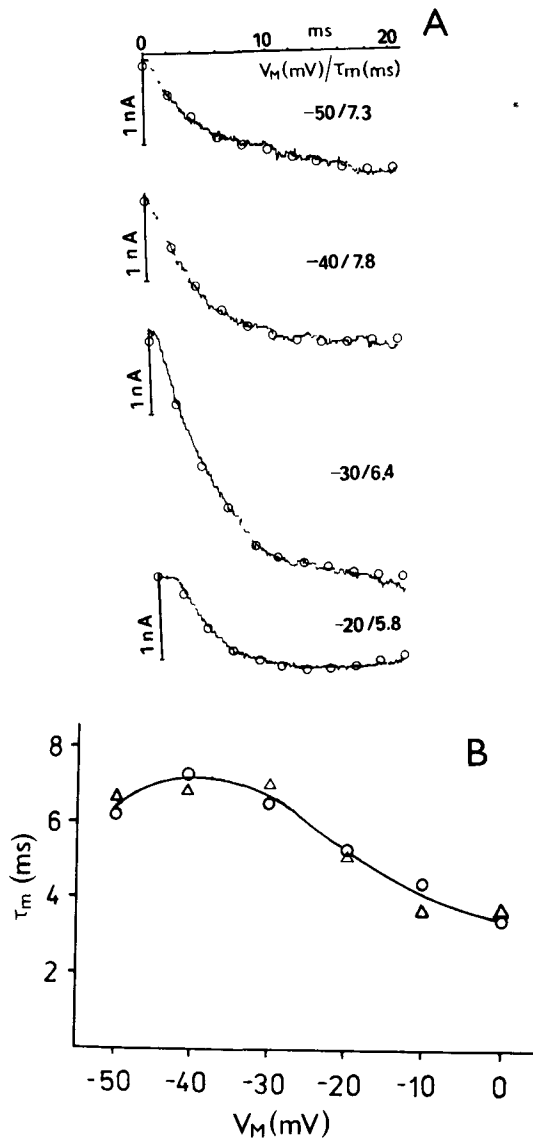 A
ms
0 10 20
V_M(mV)/τm(ms)
1 nA
-50/7.3
1 nA
-40/7.8
1 nA
-30/6.4
1 nA
-20/5.8
B
8
6
4
2
τm (ms)
-50 -40 -30 -20 -10 0
V_M(mV)